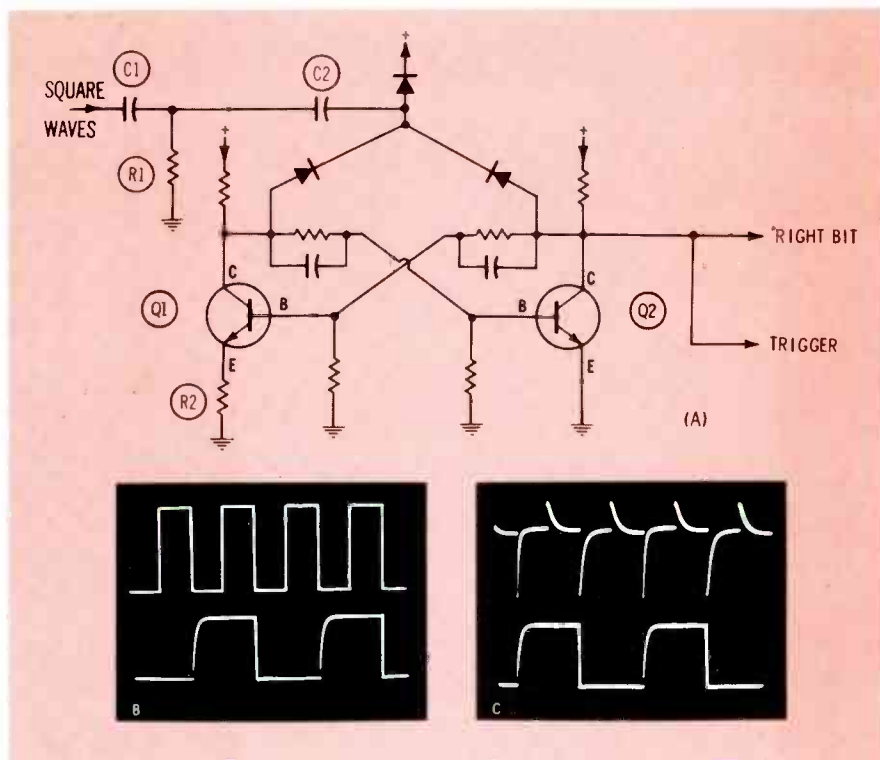 +
C1
C2
SQUARE
WAVES
+
+
R1
RIGHT BIT
C
C
Q1
B
B
Q2
TRIGGER
E
E
R2
(A)
B
C